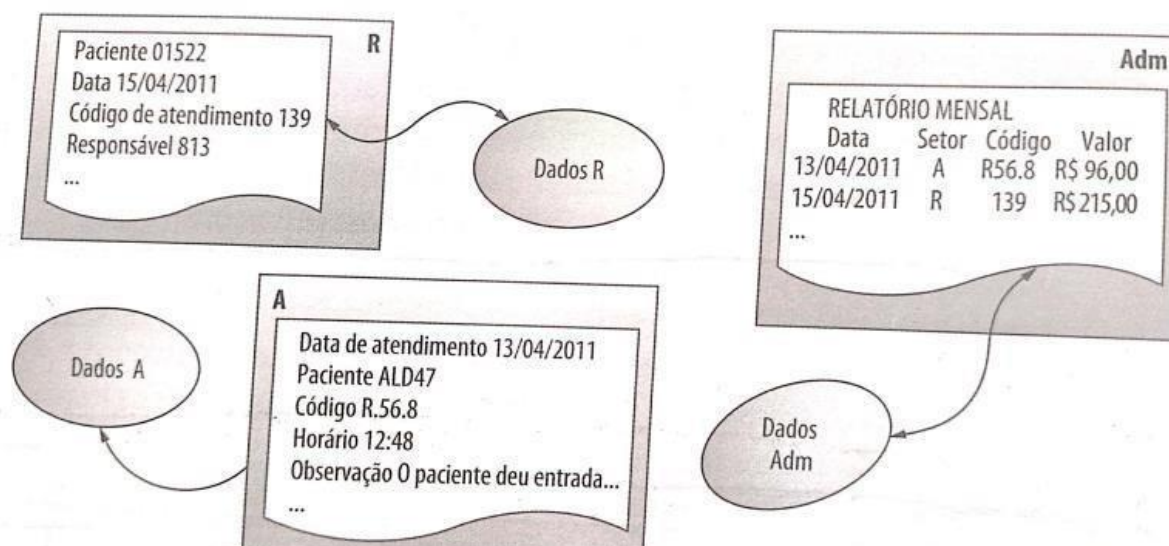 R
Paciente 01522
Data 15/04/2011
Código de atendimento 139
Responsável 813
...
Dados R
Adm
RELATÓRIO MENSAL
Data Setor Código Valor
13/04/2011 A R56.8 R$ 96,00
15/04/2011 R 139 R$215,00
...
Dados A
A
Data de atendimento 13/04/2011
Paciente ALD47
Código R.56.8
Horário 12:48
Observação O paciente deu entrada...
...
Dados
Adm